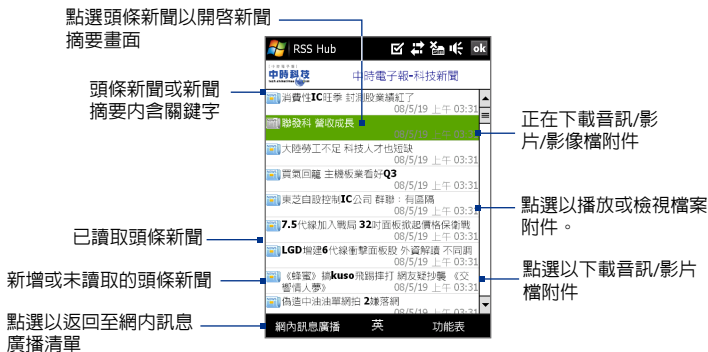 點選頭條新聞以開啓新聞
摘要畫面
頭條新聞或新聞
摘要内含關鍵字
已讀取頭條新聞
新增或未讀取的頭條新聞
點選以返回至網内訊息
廣播清單
RSS Hub
ok
中時科技
中時電子報-科技新聞
消費性IC旺季 封測股業績紅了
08/5/19 上午 03:31
聯發科 營收成長
08/5/19 上午 03:31
大陸勞工不足 科技人才也短缺
08/5/19 上午 03:31
買氣回籠 主機板業看好Q3
08/5/19 上午 03:31
東芝自設控制IC公司 群聯：有區隔
08/5/19 上午 03:31
7.5代線加入戰局 32吋面板掀起價格保衛戰
08/5/19 上午 03:31
LGD增建6代線衝擊面板股 外資解讀 不同調
08/5/19 上午 03:31
《蜂蜜》搞kuso飛踢摔打 網友疑抄襲 《交
響情人夢》
08/5/19 上午 03:31
偽造中油油單網拍 2嫌落網
08/5/19 上午 03:31
網內訊息廣播
英
功能表
正在下載音訊/影
片/影像檔附件
點選以播放或檢視檔案
附件。
點選以下載音訊/影片
檔附件